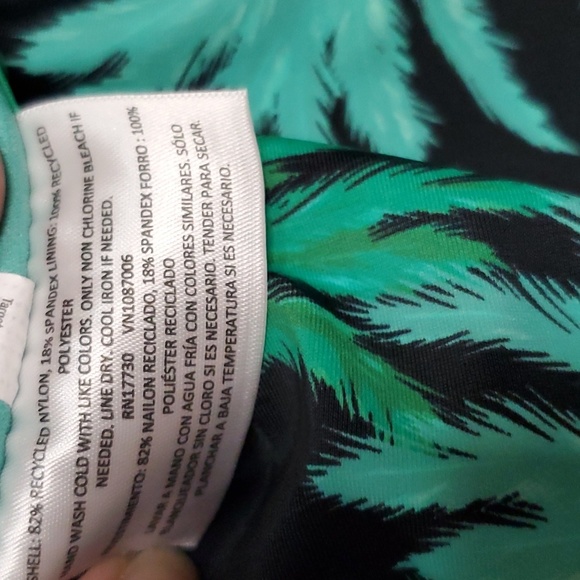 SHELL: 82% RECYCLED NYLON, 18% SPANDEX LINING: 100% RECYCLED
POLYESTER
HAND WASH COLD WITH LIKE COLORS. ONLY NON CHLORINE BLEACH IF
NEEDED. LINE DRY. COOL IRON IF NEEDED.
RN17730 VN1087006
82% NAILON RECICLADO, 18% SPANDEX FORRO : 100%
POLIÉSTER RECICLADO
LAVAR A MANO CON AGUA FRÍA CON COLORES SIMILARES. SÓLO
BLANQUEADOR SIN CLORO SI ES NECESARIO. TENDER PARA SECAR.
PLANCHAR A BAJA TEMPERATURA SI ES NECESARIO.